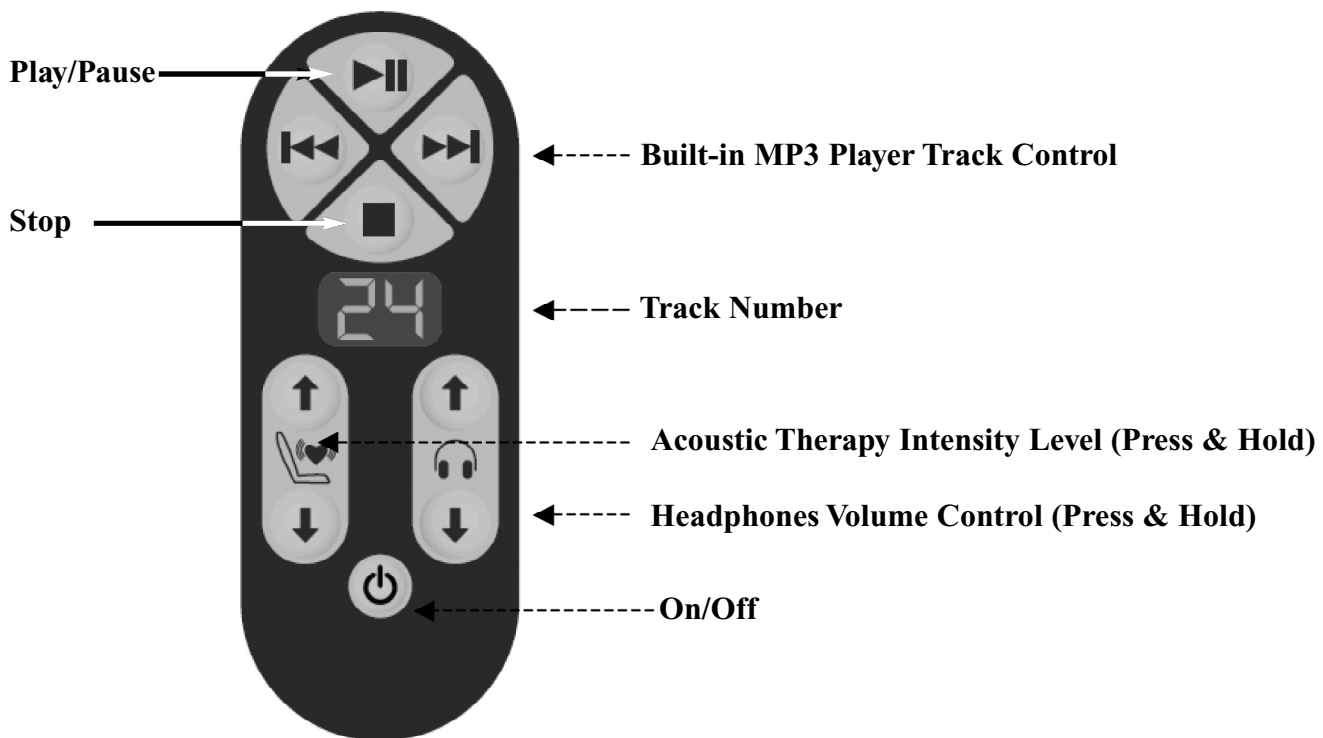 Play/Pause
Built-in MP3 Player Track Control
Stop
24
Track Number
Acoustic Therapy Intensity Level (Press & Hold)
Headphones Volume Control (Press & Hold)
On/Off